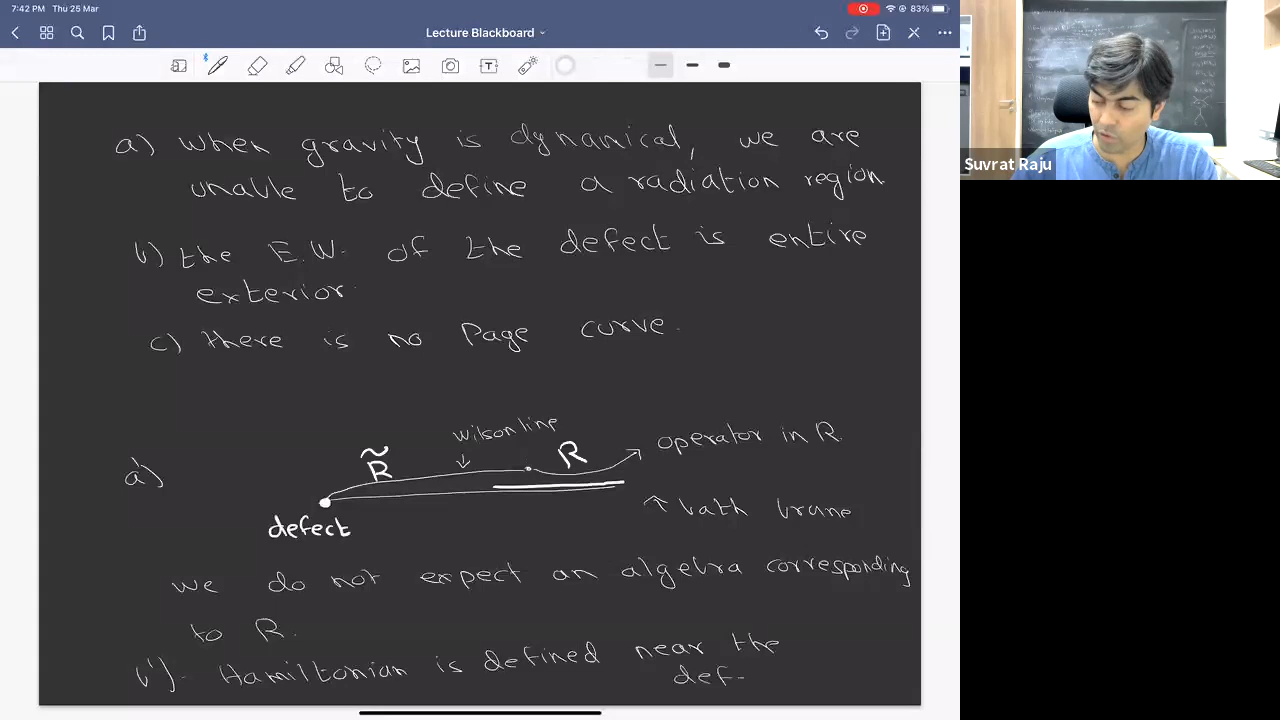 7:42 PM Thu 25 Mar
83%
Lecture Blackboard
T
Suvrat Raju
a) When gravity is dynamical, we are
unable to define a radiation region
b) the E.W. of the defect is entire
exterior.
c) there is no Page curve.
Wilson line
R̃
R
operator in R.
a')
defect
↑ bath brane
we do not expect an algebra corresponding
to R.
b'). Hamiltonian is defined near the
def-